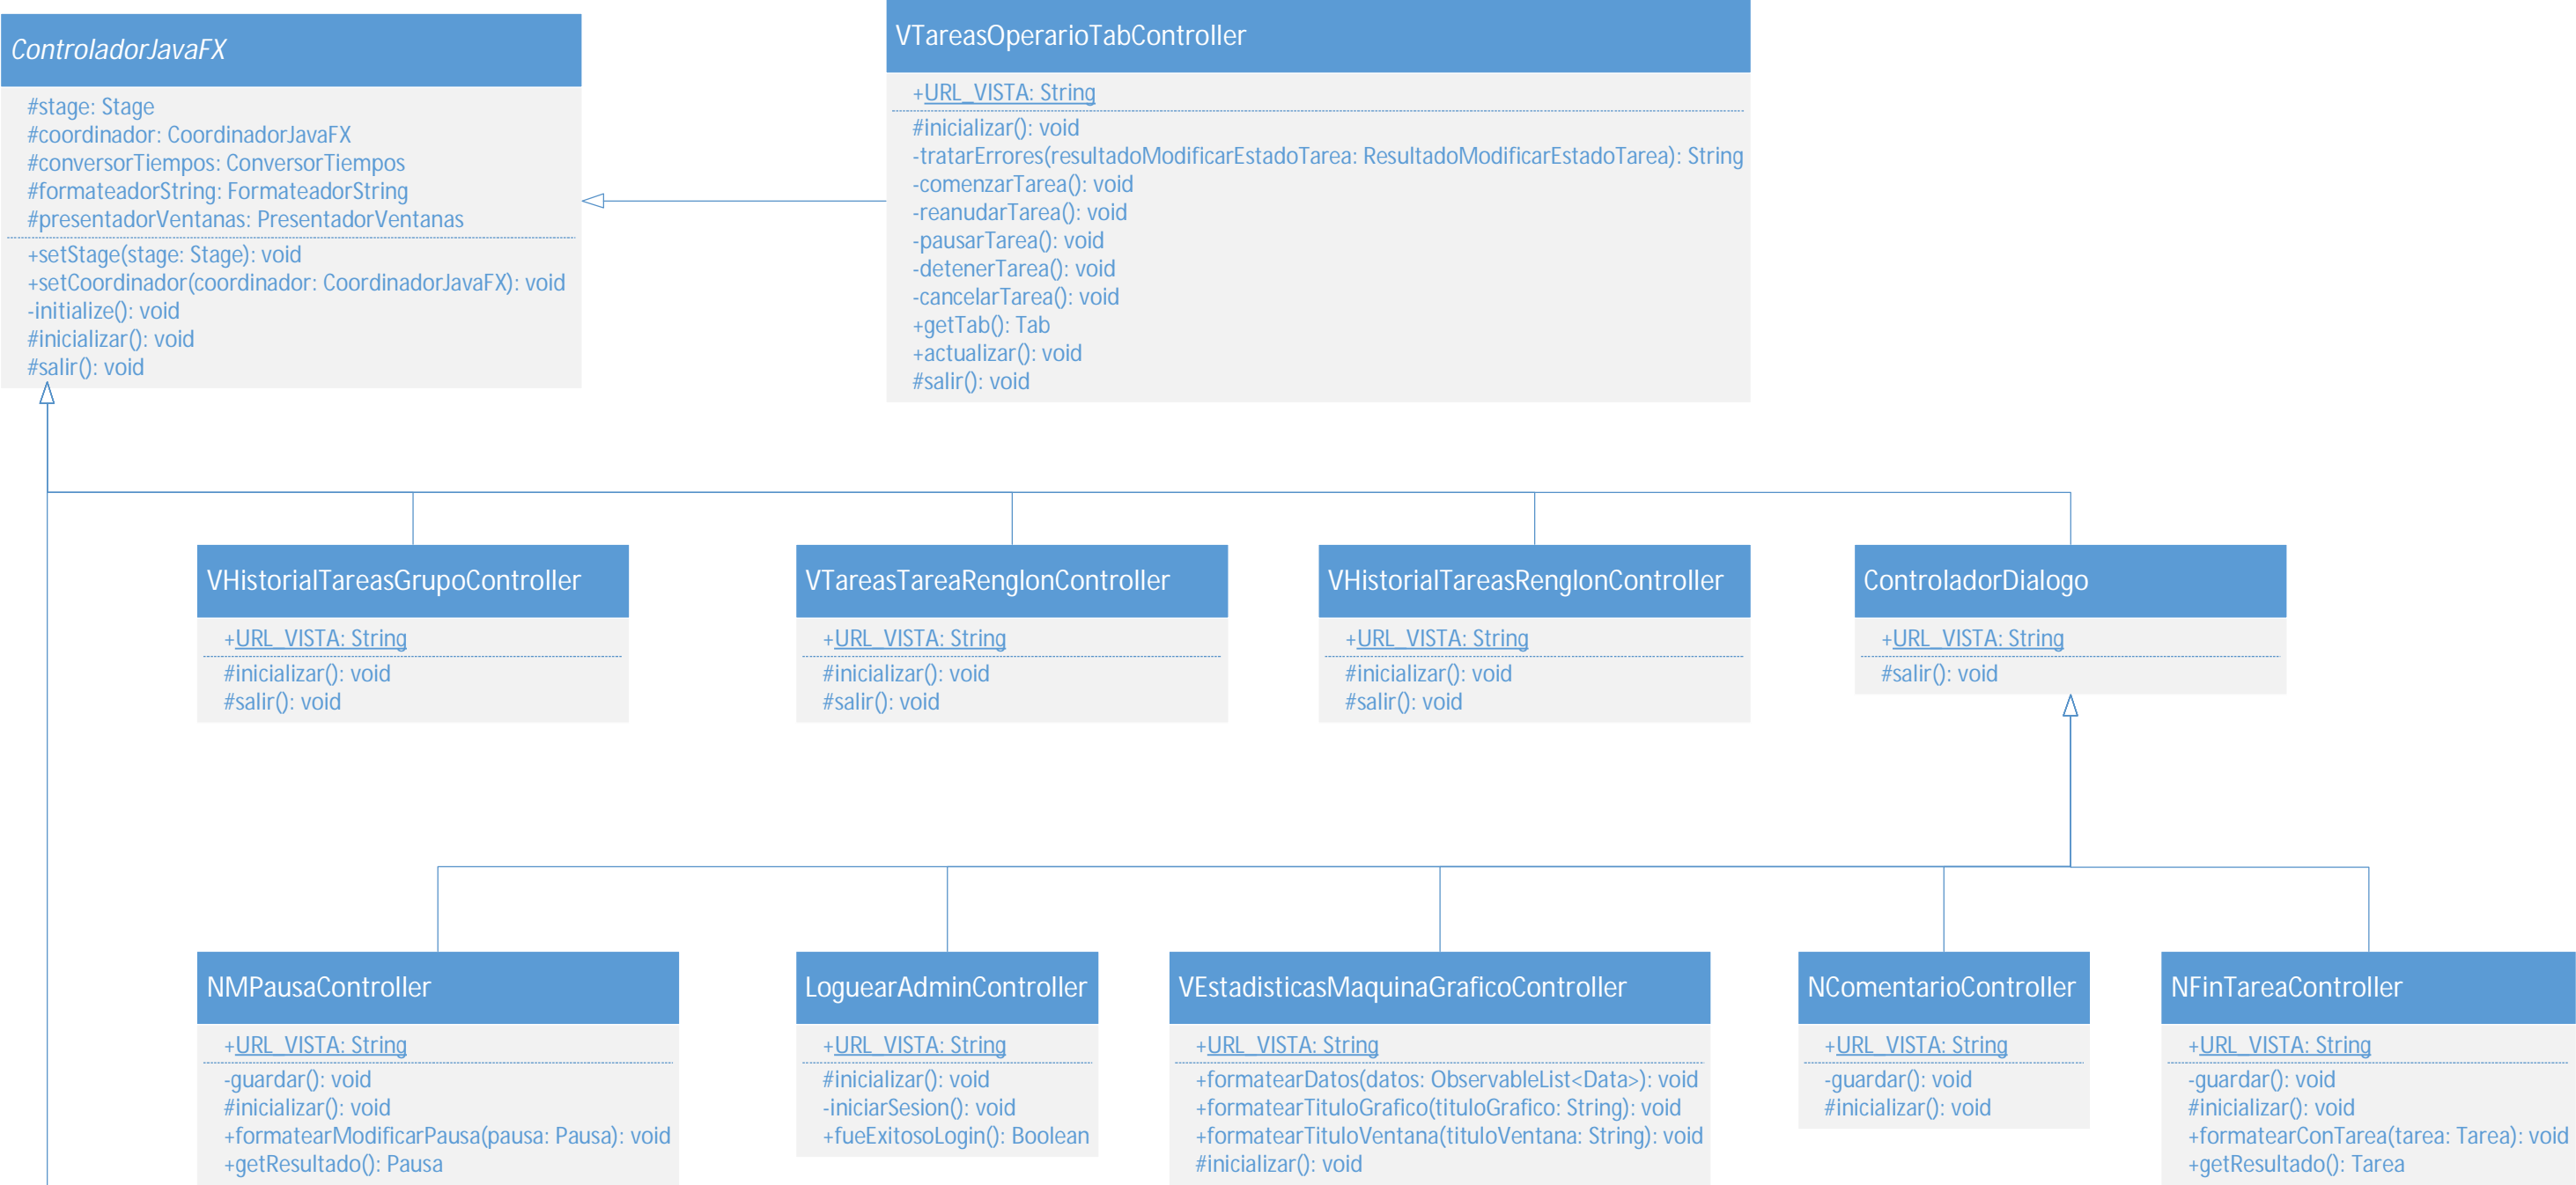 ControladorJavaFX
#stage: Stage
#coordinador: CoordinadorJavaFX
#conversorTiempos: ConversorTiempos
#formateadorString: FormateadorString
#presentadorVentanas: PresentadorVentanas
+setStage(stage: Stage): void
+setCoordinador(coordinador: CoordinadorJavaFX): void
-initialize(): void
#inicializar(): void
#salir(): void
VTareasOperarioTabController
+URL_VISTA: String
#inicializar(): void
-tratarErrores(resultadoModificarEstadoTarea: ResultadoModificarEstadoTarea): String
-comenzarTarea(): void
-reanudarTarea(): void
-pausarTarea(): void
-detenerTarea(): void
-cancelarTarea(): void
+getTab(): Tab
+actualizar(): void
#salir(): void
VHistorialTareasGrupoController
+URL_VISTA: String
#inicializar(): void
#salir(): void
VTareasTareaRenglonController
+URL_VISTA: String
#inicializar(): void
#salir(): void
VHistorialTareasRenglonController
+URL_VISTA: String
#inicializar(): void
#salir(): void
ControladorDialogo
+URL_VISTA: String
#salir(): void
NMPausaController
+URL_VISTA: String
-guardar(): void
#inicializar(): void
+formatearModificarPausa(pausa: Pausa): void
+getResultado(): Pausa
LoguearAdminController
+URL_VISTA: String
#inicializar(): void
-iniciarSesion(): void
+fueExitosoLogin(): Boolean
VEstadisticasMaquinaGraficoController
+URL_VISTA: String
+formatearDatos(datos: ObservableList<Data>): void
+formatearTituloGrafico(tituloGrafico: String): void
+formatearTituloVentana(tituloVentana: String): void
#inicializar(): void
NComentarioController
+URL_VISTA: String
-guardar(): void
#inicializar(): void
NFinTareaController
+URL_VISTA: String
-guardar(): void
#inicializar(): void
+formatearConTarea(tarea: Tarea): void
+getResultado(): Tarea